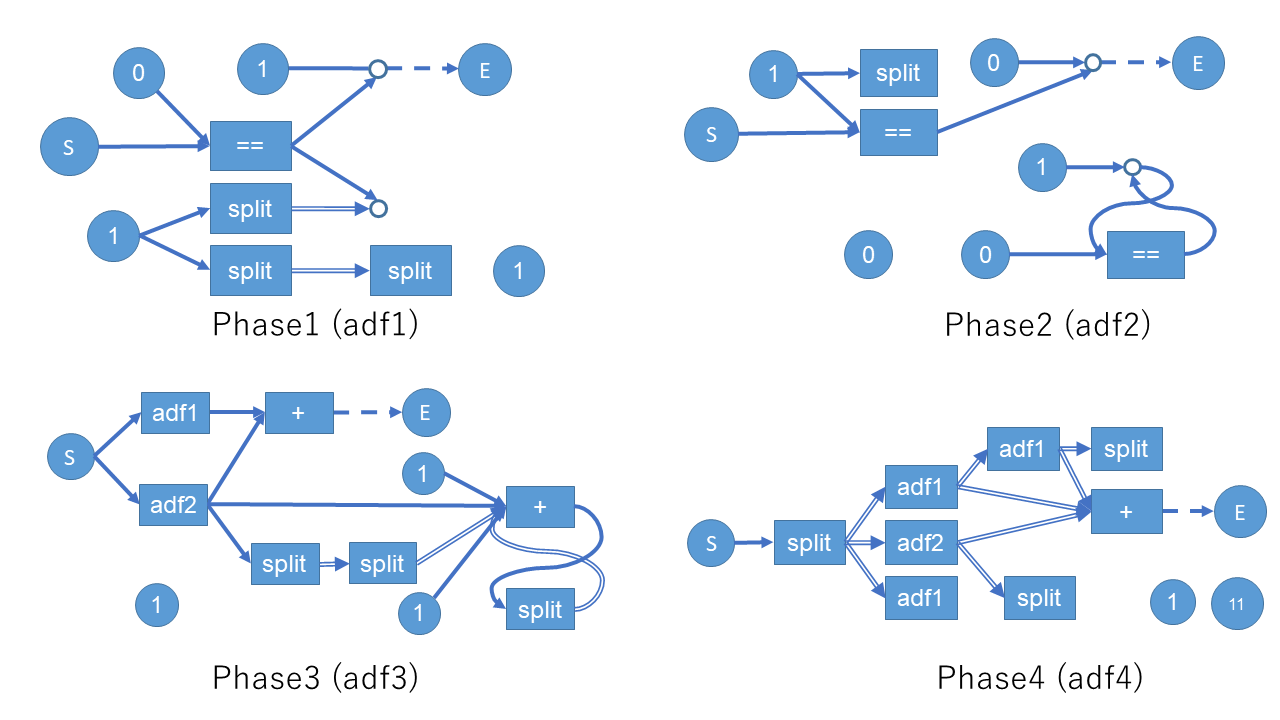 0
1
E
S
==
split
1
split
split
1
Phase1 (adf1)
1
split
0
E
S
==
1
0
0
==
Phase2 (adf2)
adf1
+
E
S
1
adf2
+
split
split
1
1
split
Phase3 (adf3)
adf1
split
adf1
+
E
S
split
adf2
adf1
split
1
11
Phase4 (adf4)